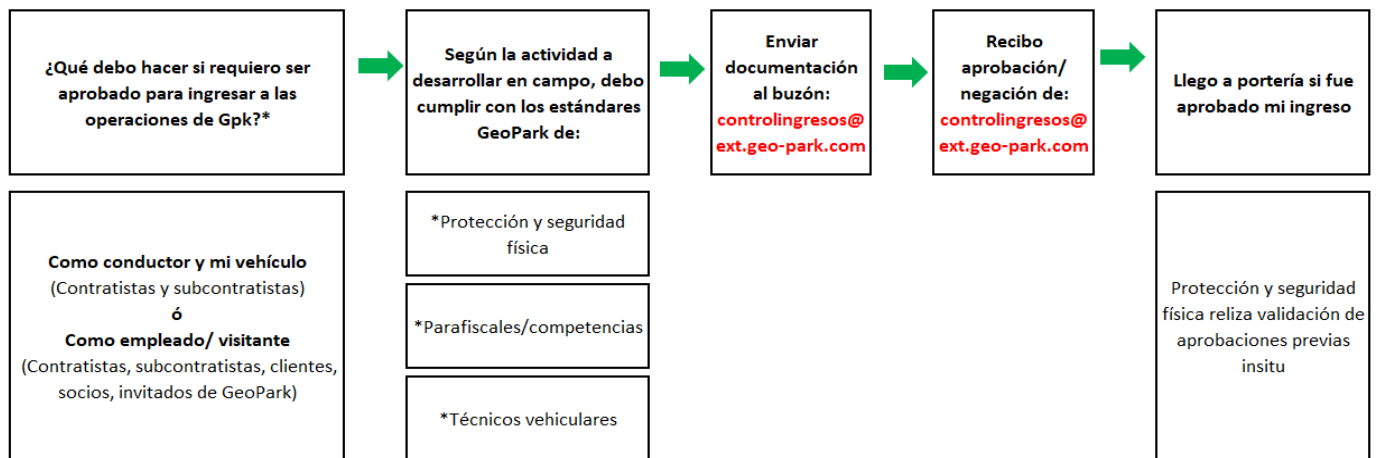 ¿Qué debo hacer si requiero ser
aprobado para ingresar a las
operaciones de Gpk?*
Según la actividad a
desarrollar en campo, debo
cumplir con los estándares
GeoPark de:
Enviar
documentación
al buzón:
controlingresos@
ext.geo-park.com
Recibo
aprobación/
negación de:
controlingresos@
ext.geo-park.com
Llego a portería si fue
aprobado mi ingreso
Como conductor y mi vehículo
(Contratistas y subcontratistas)
ó
Como empleado/ visitante
(Contratistas, subcontratistas, clientes,
socios, invitados de GeoPark)
*Protección y seguridad
física
*Parafiscales/competencias
*Técnicos vehiculares
Protección y seguridad
física reliza validación de
aprobaciones previas
insitu